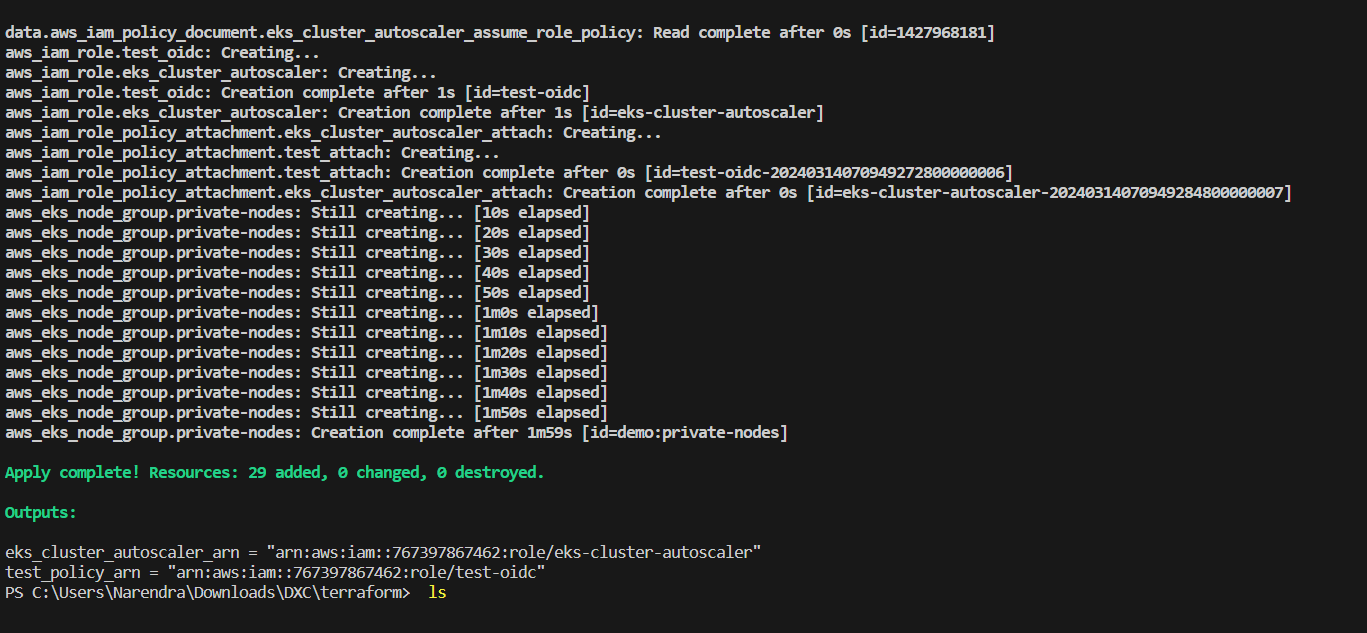 data.aws_iam_policy_document.eks_cluster_autoscaler_assume_role_policy: Read complete after 0s [id=1427968181]
aws_iam_role.test_oidc: Creating...
aws_iam_role.eks_cluster_autoscaler: Creating...
aws_iam_role.test_oidc: Creation complete after 1s [id=test-oidc]
aws_iam_role.eks_cluster_autoscaler: Creation complete after 1s [id=eks-cluster-autoscaler]
aws_iam_role_policy_attachment.eks_cluster_autoscaler_attach: Creating...
aws_iam_role_policy_attachment.test_attach: Creating...
aws_iam_role_policy_attachment.test_attach: Creation complete after 0s [id=test-oidc-20240314070949272800000006]
aws_iam_role_policy_attachment.eks_cluster_autoscaler_attach: Creation complete after 0s [id=eks-cluster-autoscaler-20240314070949284800000007]
aws_eks_node_group.private-nodes: Still creating... [10s elapsed]
aws_eks_node_group.private-nodes: Still creating... [20s elapsed]
aws_eks_node_group.private-nodes: Still creating... [30s elapsed]
aws_eks_node_group.private-nodes: Still creating... [40s elapsed]
aws_eks_node_group.private-nodes: Still creating... [50s elapsed]
aws_eks_node_group.private-nodes: Still creating... [1m0s elapsed]
aws_eks_node_group.private-nodes: Still creating... [1m10s elapsed]
aws_eks_node_group.private-nodes: Still creating... [1m20s elapsed]
aws_eks_node_group.private-nodes: Still creating... [1m30s elapsed]
aws_eks_node_group.private-nodes: Still creating... [1m40s elapsed]
aws_eks_node_group.private-nodes: Still creating... [1m50s elapsed]
aws_eks_node_group.private-nodes: Creation complete after 1m59s [id=demo:private-nodes]
Apply complete! Resources: 29 added, 0 changed, 0 destroyed.
Outputs:
eks_cluster_autoscaler_arn = "arn:aws:iam::767397867462:role/eks-cluster-autoscaler"
test_policy_arn = "arn:aws:iam::767397867462:role/test-oidc"
PS C:\Users\Narendra\Downloads\DXC\terraform> ls